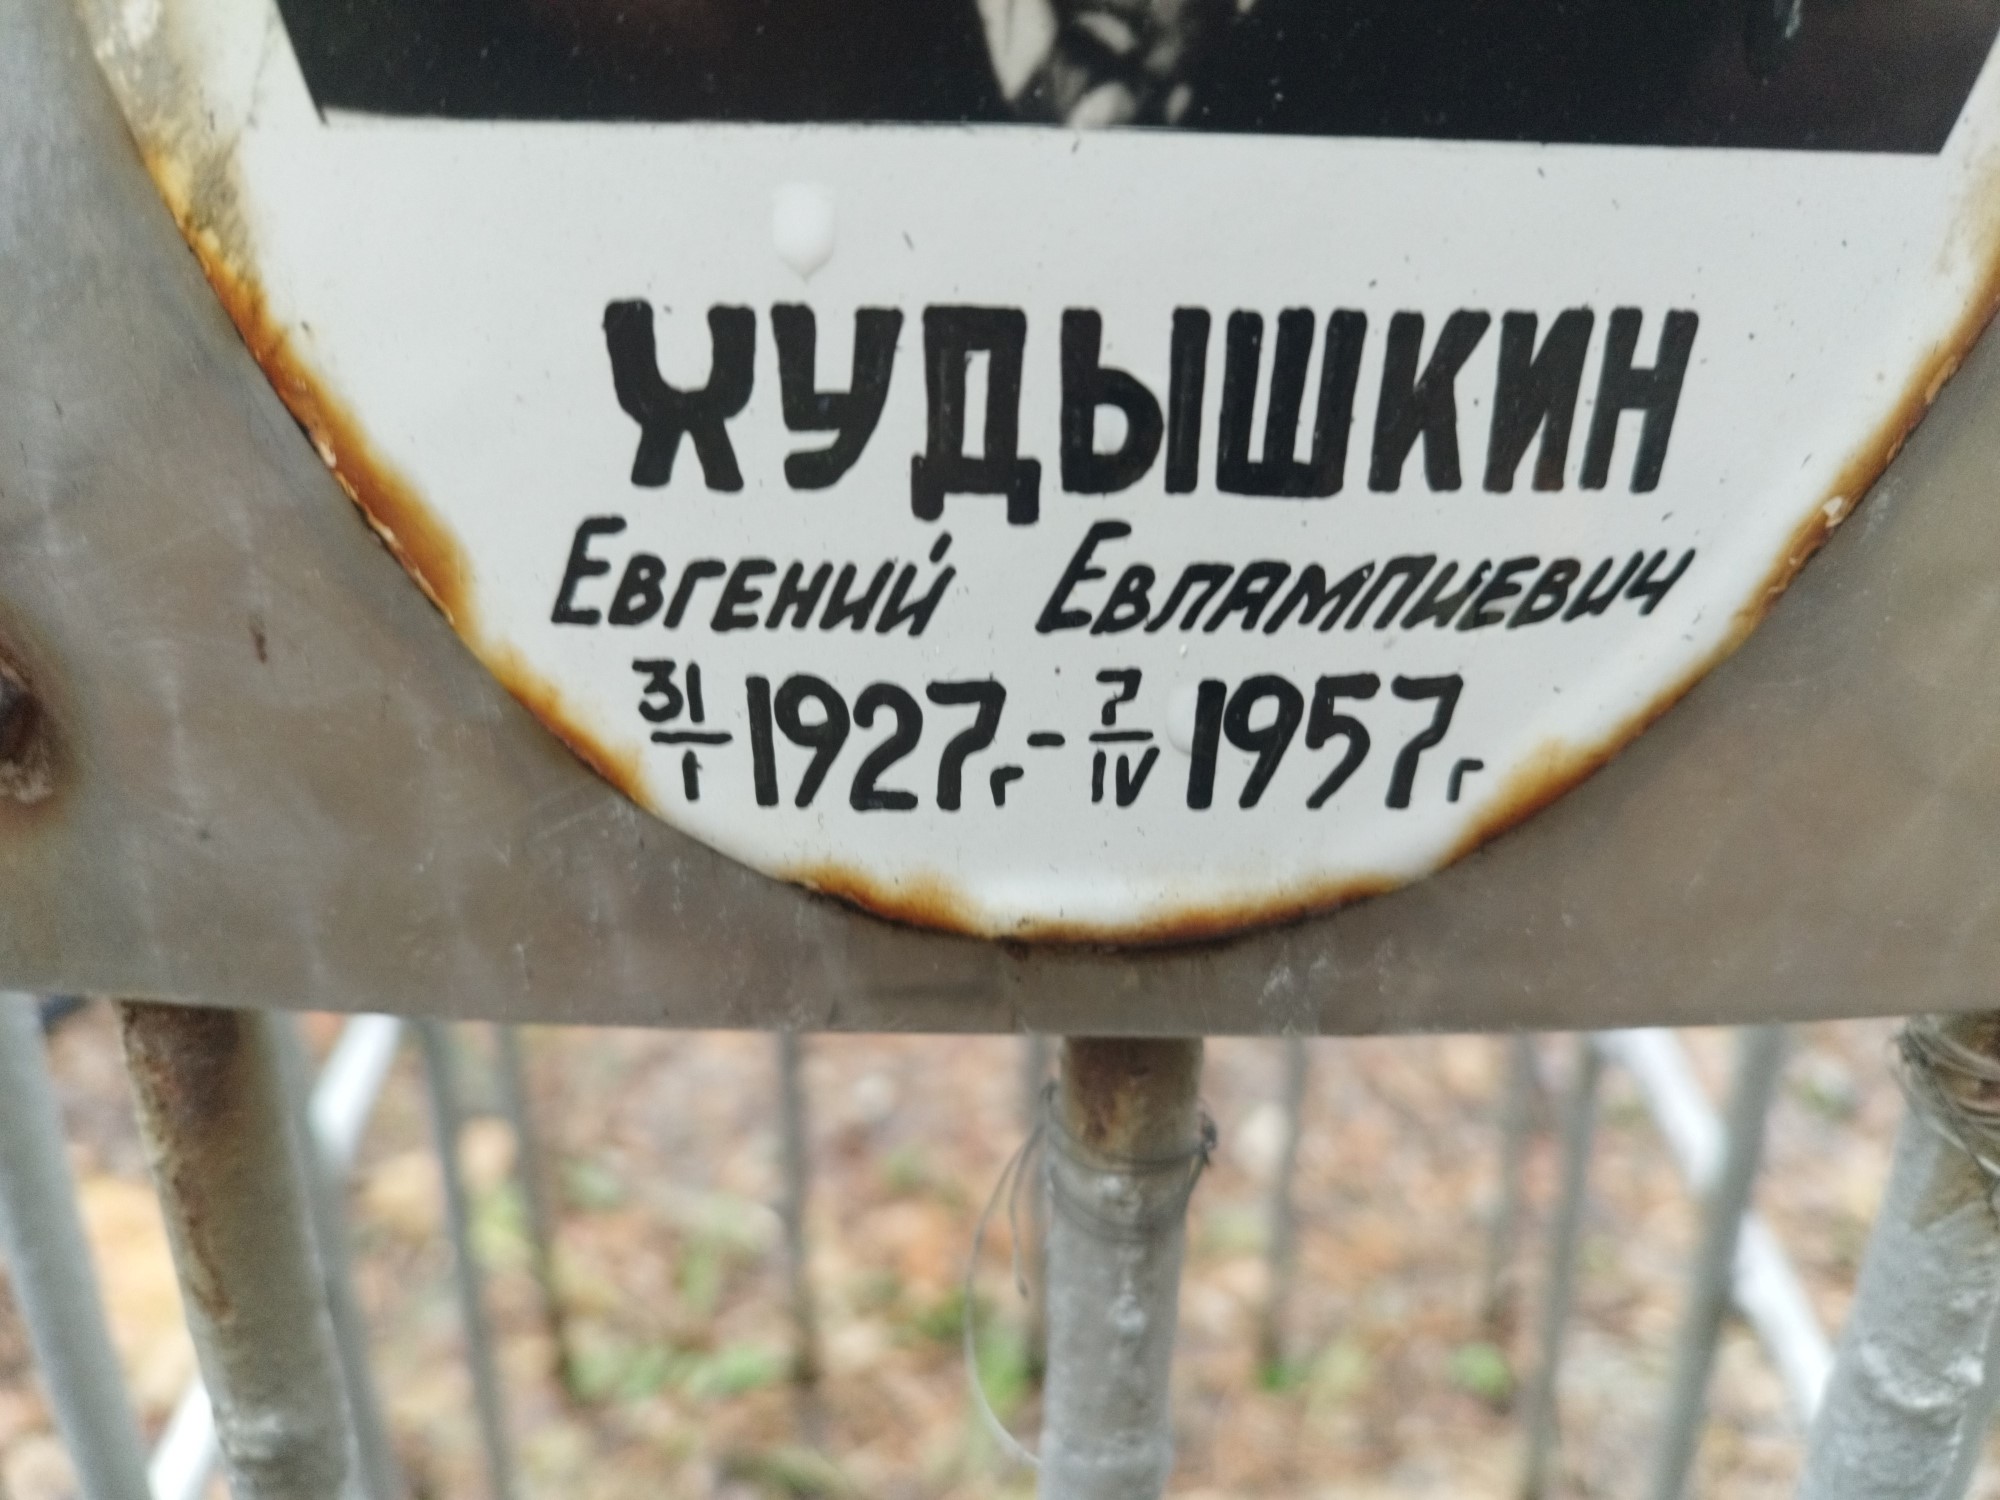 ХУДЫШКИН
ЕВГЕНИЙ ЕВЛАМПИЕВИЧ
31/I 1927г. - 7/IV 1957г